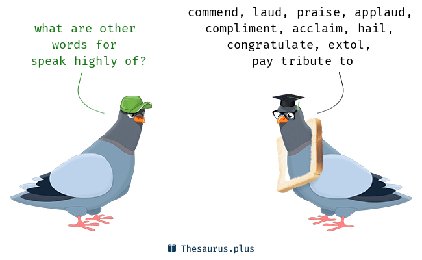 what are other
words for
speak highly of?
commend, laud, praise, applaud,
compliment, acclaim, hail,
congratulate, extol,
pay tribute to
Thesaurus.plus